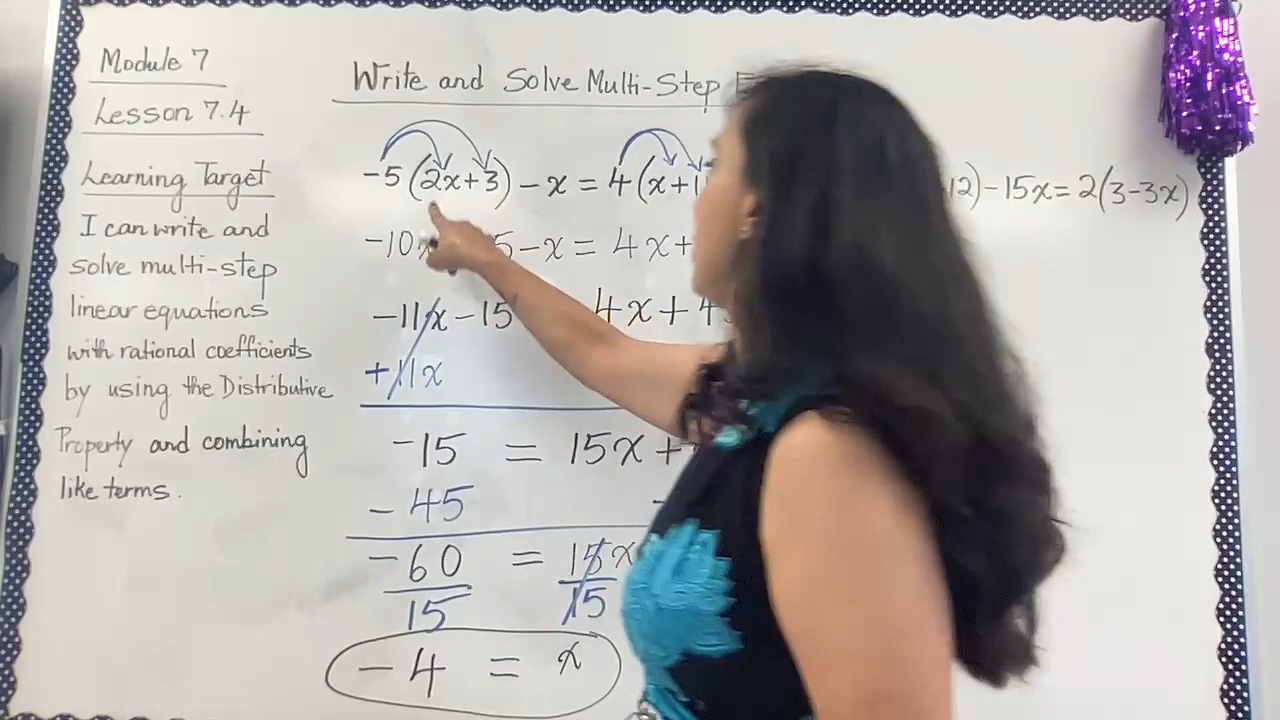 Module 7
Lesson 7.4
Learning Target
I can write and
solve multi-step
linear equations
with rational coefficients
by using the Distributive
Property and combining
like terms.
Write and Solve Multi-Step
-5(2x+3)-x=4(x+
-10x 5-x=4x+
-11x-15 4x+4
+11x
-15 = 15x+
-45 -
-60 = 15x
15 15
-4 = x
12)-15x=2(3-3x)